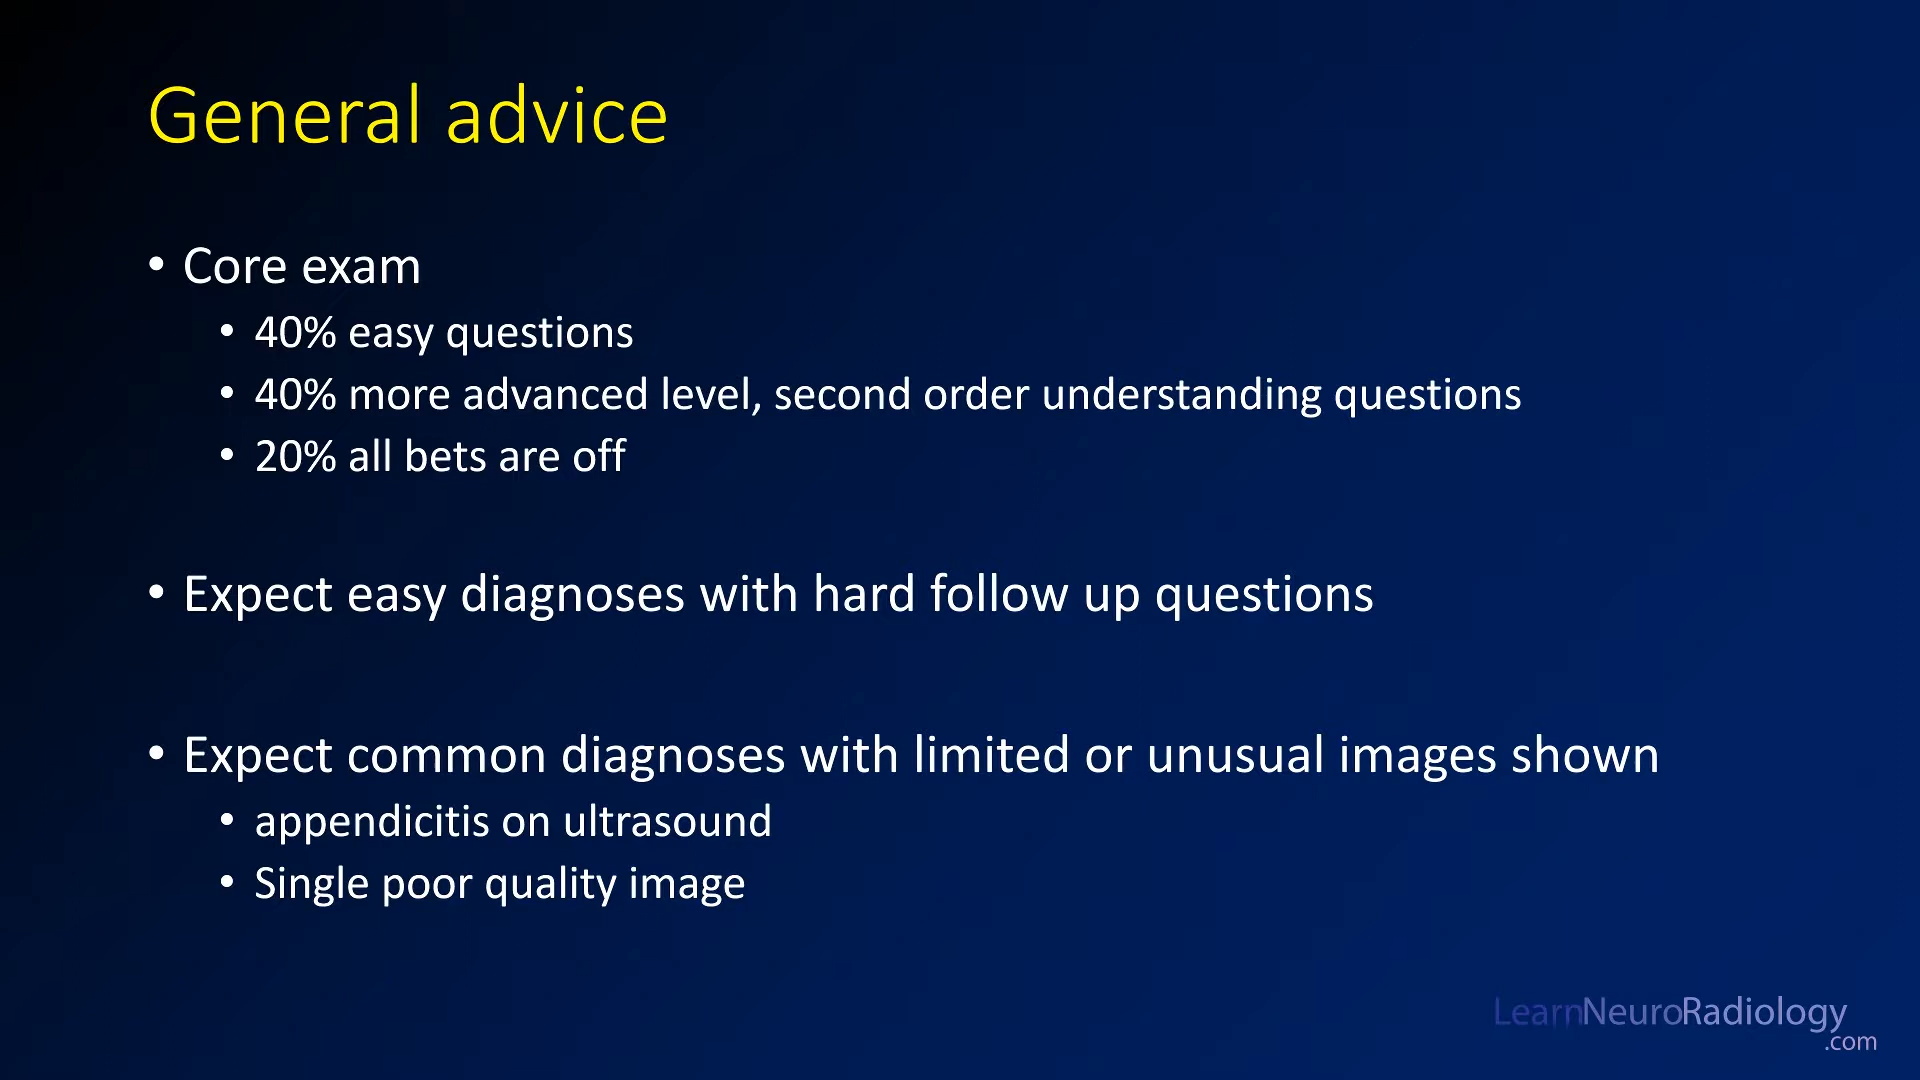 General advice
• Core exam
• 40% easy questions
• 40% more advanced level, second order understanding questions
• 20% all bets are off
• Expect easy diagnoses with hard follow up questions
• Expect common diagnoses with limited or unusual images shown
• appendicitis on ultrasound
• Single poor quality image
LearnNeuroRadiology
.com